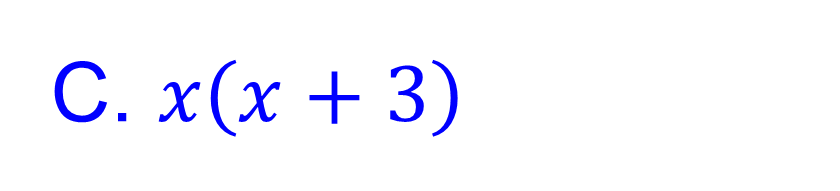 C. 𝑥(𝑥 + 3)